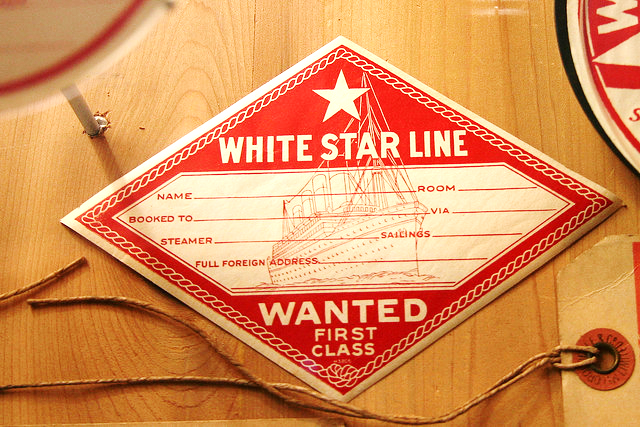 WHITE STAR LINE
NAME ROOM
BOOKED TO VIA
STEAMER SAILINGS
FULL FOREIGN ADDRESS
WANTED
FIRST
CLASS
W
S